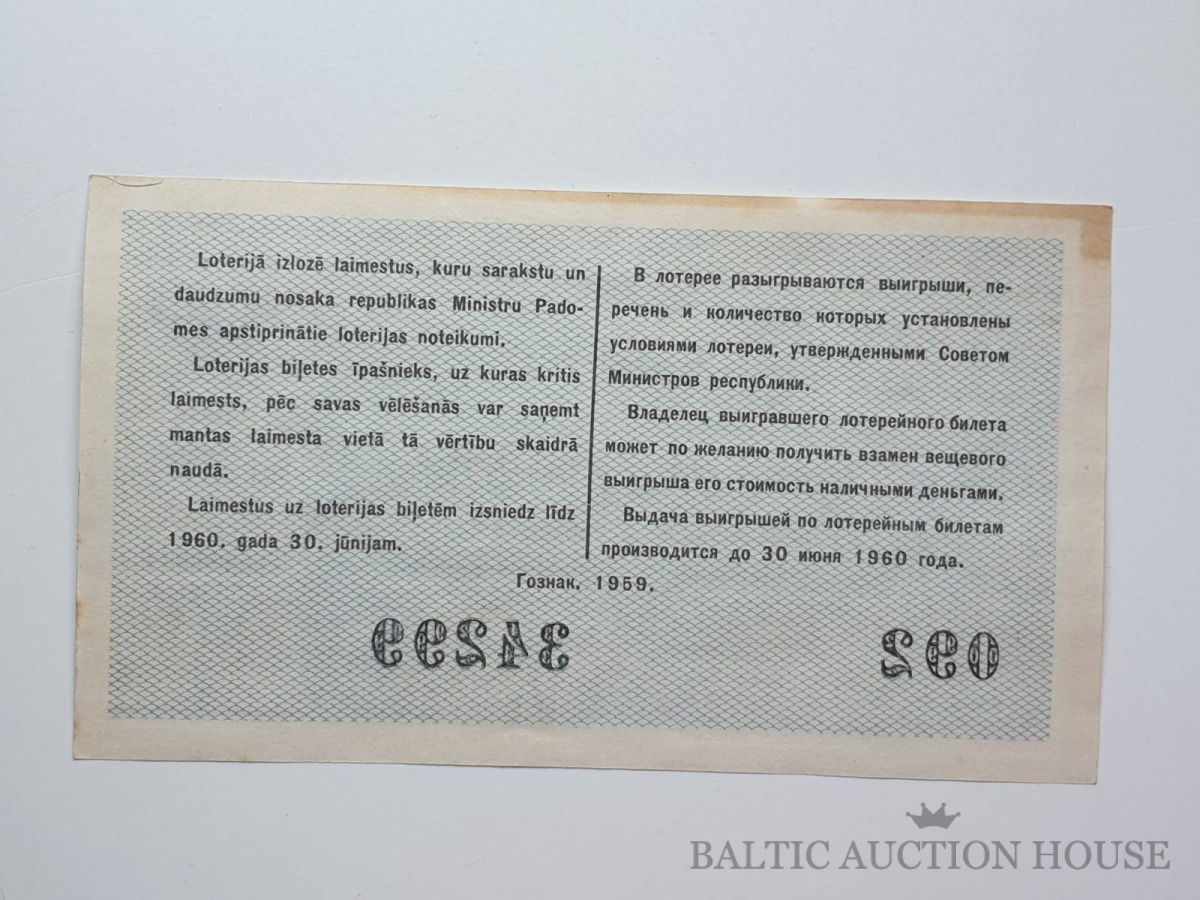 Loterijā izlozē laimestus, kuru sarakstu un
daudzumu nosaka republikas Ministru Pado-
mes apstiprinātie loterijas noteikumi.
Loterijas biļetes īpašnieks, uz kuras kritis
laimests, pēc savas vēlēšanās var saņemt
mantas laimesta vietā tā vērtību skaidrā
naudā.
Laimestus uz loterijas biļetēm izsniedz līdz
1960. gada 30. jūnijam.
В лотерее разыгрываются выигрыши, пе-
речень и количество которых установлены
условиями лотереи, утвержденными Советом
Министров республики.
Владелец выигравшего лотерейного билета
может по желанию получить взамен вещевого
выигрыша его стоимость наличными деньгами.
Выдача выигрышей по лотерейным билетам
производится до 30 июня 1960 года.
Гознак. 1959.
34299 092
BALTIC AUCTION HOUSE